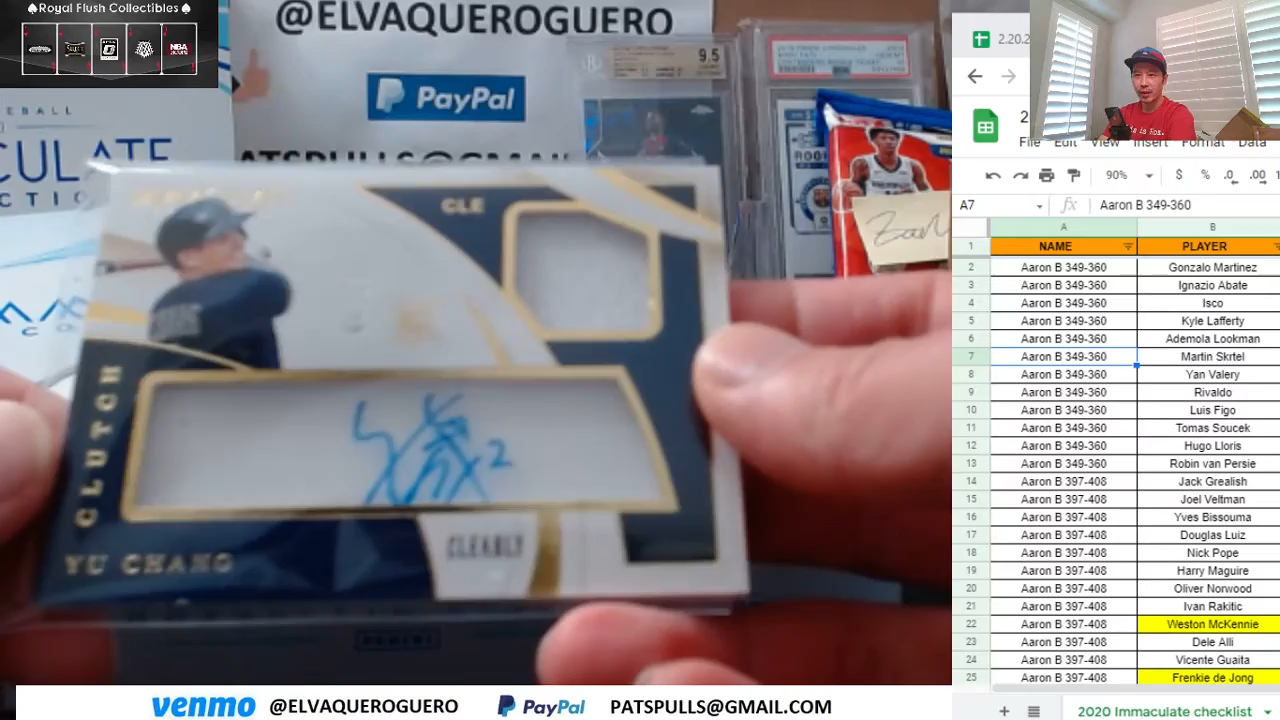 ♠Royal Flush Collectibles♠
@ELVAQUEROGUERO
PayPal
9.5
CLE
CLUTCH
YU CHANG
CLEARLY
venmo @ELVAQUEROGUERO PayPal PATSPULLS@GMAIL.COM
2.20.2
File Edit View Insert Format Data
90% $ % .0 .00
A7 fx Aaron B 349-360
A B
1 NAME PLAYER
2 Aaron B 349-360 Gonzalo Martinez
3 Aaron B 349-360 Ignazio Abate
4 Aaron B 349-360 Isco
5 Aaron B 349-360 Kyle Lafferty
6 Aaron B 349-360 Ademola Lookman
7 Aaron B 349-360 Martin Skrtel
8 Aaron B 349-360 Yan Valery
9 Aaron B 349-360 Rivaldo
10 Aaron B 349-360 Luis Figo
11 Aaron B 349-360 Tomas Soucek
12 Aaron B 349-360 Hugo Lloris
13 Aaron B 349-360 Robin van Persie
14 Aaron B 349-360 Jack Grealish
15 Aaron B 349-360 Joel Veltman
16 Aaron B 397-408 Yves Bissouma
17 Aaron B 397-408 Douglas Luiz
18 Aaron B 397-408 Nick Pope
19 Aaron B 397-408 Harry Maguire
20 Aaron B 397-408 Oliver Norwood
21 Aaron B 397-408 Ivan Rakitic
22 Aaron B 397-408 Weston McKennie
23 Aaron B 397-408 Dele Alli
24 Aaron B 397-408 Vicente Guaita
25 Aaron B 397-408 Frenkie de Jong
2020 Immaculate checklist